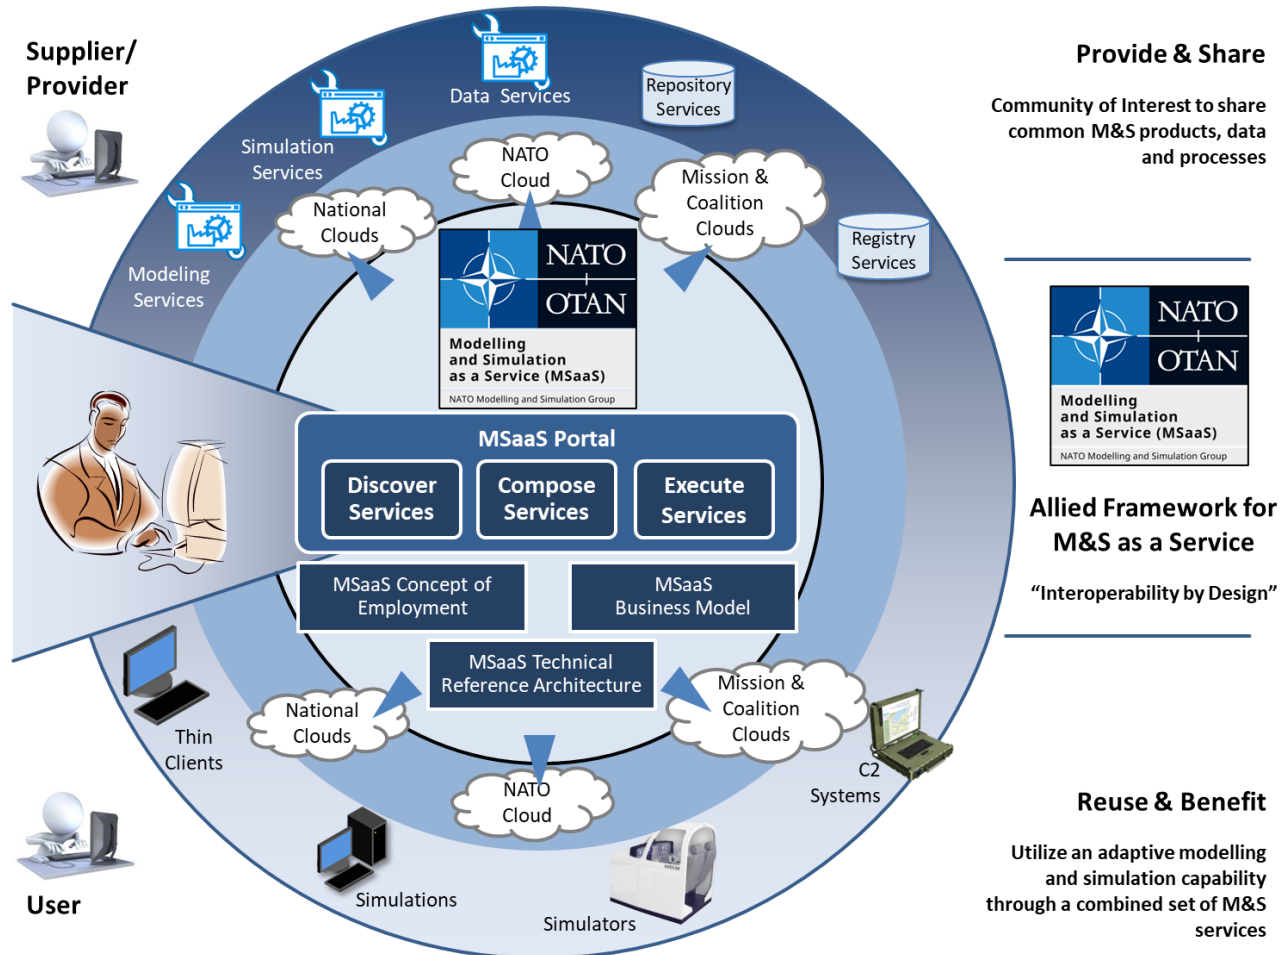 Supplier/
Provider
Data Services
Repository
Services
Simulation
Services
Modeling
Services
Registry
Services
NATO
Cloud
National
Clouds
Mission &
Coalition
Clouds
NATO
OTAN
Modelling
and Simulation
as a Service (MSaaS)
NATO Modelling and Simulation Group
MSaaS Portal
Discover
Services
Compose
Services
Execute
Services
MSaaS Concept of
Employment
MSaaS
Business Model
MSaaS Technical
Reference Architecture
National
Clouds
NATO
Cloud
Mission &
Coalition
Clouds
Thin
Clients
Simulations
Simulators
C2
Systems
User
Provide & Share
Community of Interest to share
common M&S products, data
and processes
NATO
OTAN
Modelling
and Simulation
as a Service (MSaaS)
NATO Modelling and Simulation Group
Allied Framework for
M&S as a Service
“Interoperability by Design”
Reuse & Benefit
Utilize an adaptive modelling
and simulation capability
through a combined set of M&S
services